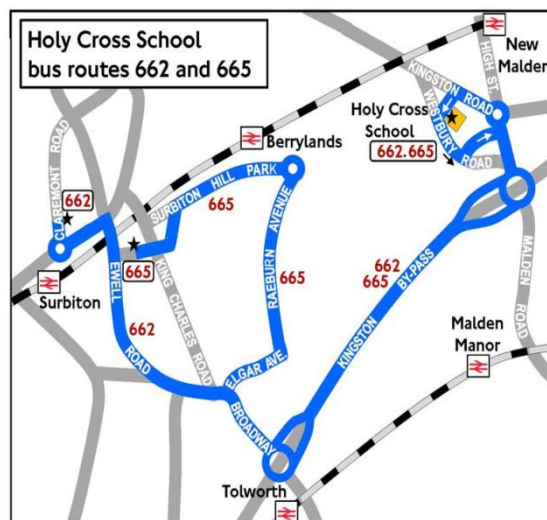 Holy Cross School
bus routes 662 and 665
New
Malden
HIGH ST.
KINGSTON ROAD
WESTBURY
ROAD
Holy Cross
School
662.665
Berrylands
CLAREMONT ROAD
662
SURBITON HILL PARK
665
RAEBURN AVENUE
665
665
Surbiton
EWELL
ROAD
662
KING CHARLES ROAD
662
665
KINGSTON
BY-PASS
MALDEN
ROAD
Malden
Manor
ELGAR AVE.
BROADWAY
Tolworth